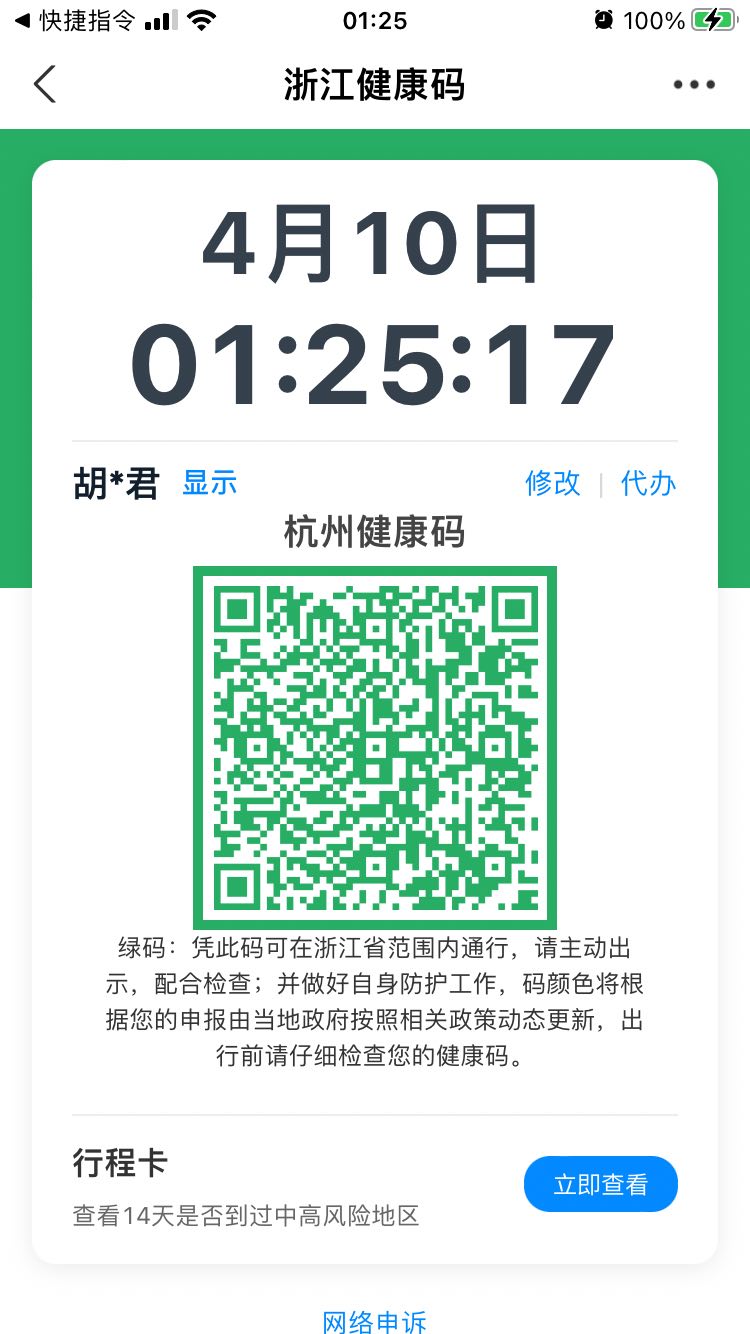 快捷指令 01:25 100%
浙江健康码
4月10日
01:25:17
胡*君 显示 修改 | 代办
杭州健康码
绿码：凭此码可在浙江省范围内通行，请主动出
示，配合检查；并做好自身防护工作，码颜色将根
据您的申报由当地政府按照相关政策动态更新，出
行前请仔细检查您的健康码。
行程卡
立即查看
查看14天是否到过中高风险地区
网络申诉